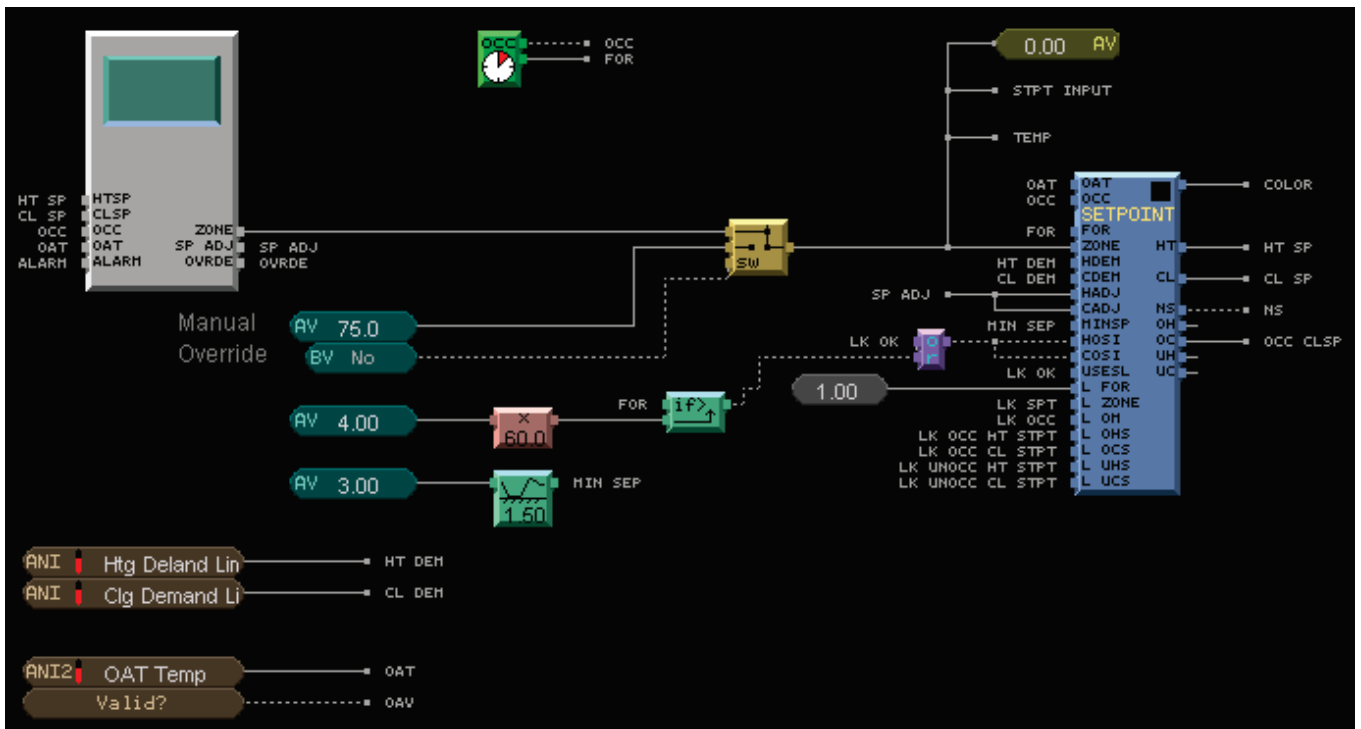 OCC OCC
FOR
0.00 AV
STPT INPUT
TEMP
HT SP HTSP
CL SP CLSP
OCC OCC ZONE
OAT OAT SP ADJ SP ADJ
ALARM ALARM OVRDE OVRDE
SW
OAT OAT COLOR
OCC OCC
SETPOINT
FOR FOR
ZONE HT HT SP
HT DEM HDEM
CL DEM CDEM CL CL SP
SP ADJ HADJ
CADJ NS NS
MIN SEP MINSP OH
HOSI OC OCC CLSP
COSI UH
LK OK USESL UC
L FOR
LK SPT L ZONE
LK OCC L OM
LK OCC HT STPT L OHS
LK OCC CL STPT L OCS
LK UNOCC HT STPT L UHS
LK UNOCC CL STPT L UCS
Manual AV 75.0
Override BV No
LK OK or
1.00
AV 4.00 X 60.0 FOR if>
AV 3.00 1.50 MIN SEP
ANI Htg Deland Lin HT DEM
ANI Clg Demand Li CL DEM
ANI2 OAT Temp OAT
Valid? OAV